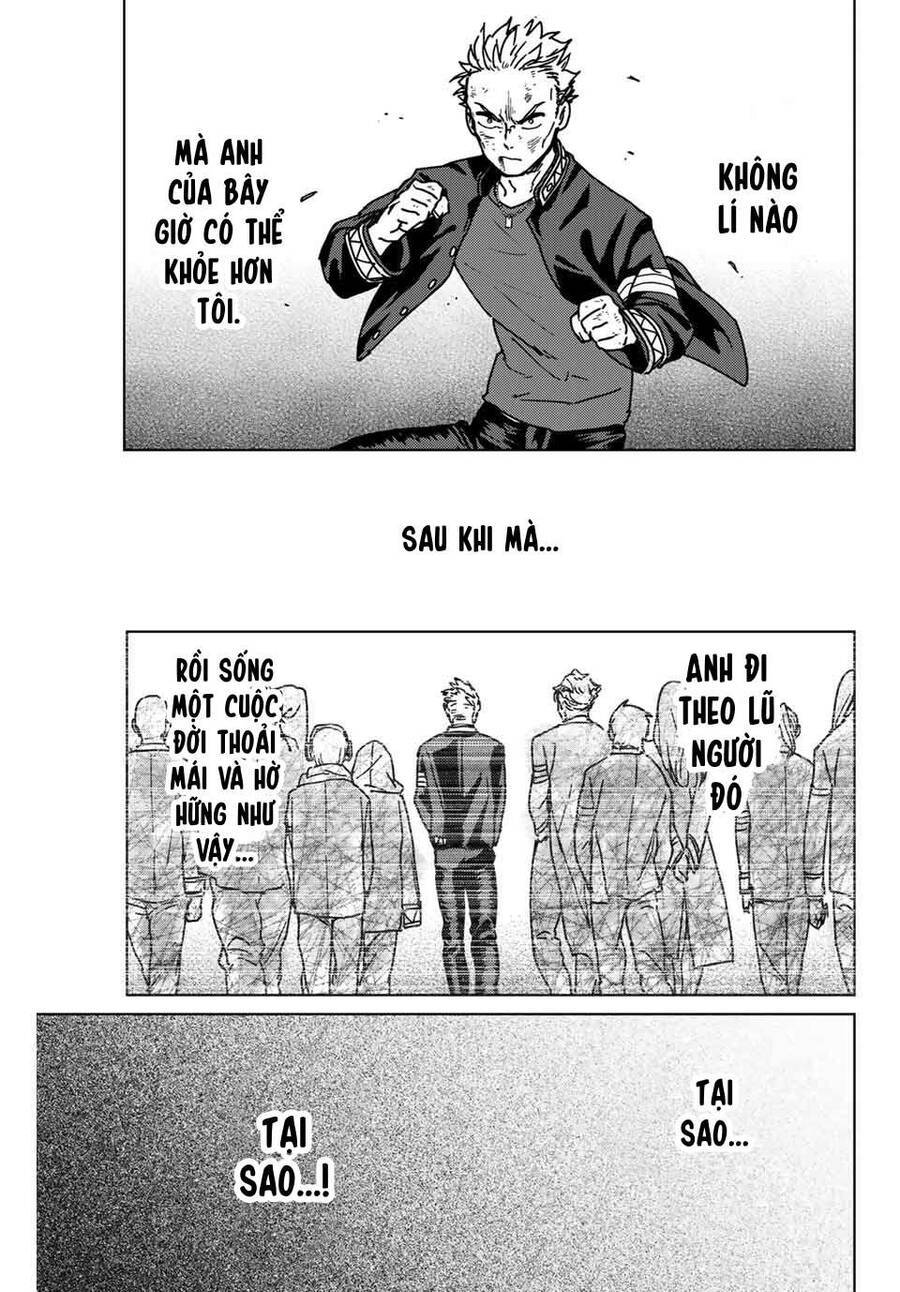 KHÔNG
LÍ NÀO
MÀ ANH
CỦA BÂY
GIỜ CÓ THỂ
KHỎE HƠN
TÔI.
SAU KHI MÀ...
ANH ĐI
THEO LŨ
NGƯỜI
ĐÓ
RỒI SỐNG
MỘT CUỘC
ĐỜI THOẢI
MÁI VÀ HỜ
HỮNG NHƯ
VẬY...
TẠI
SAO...
TẠI
SAO...!